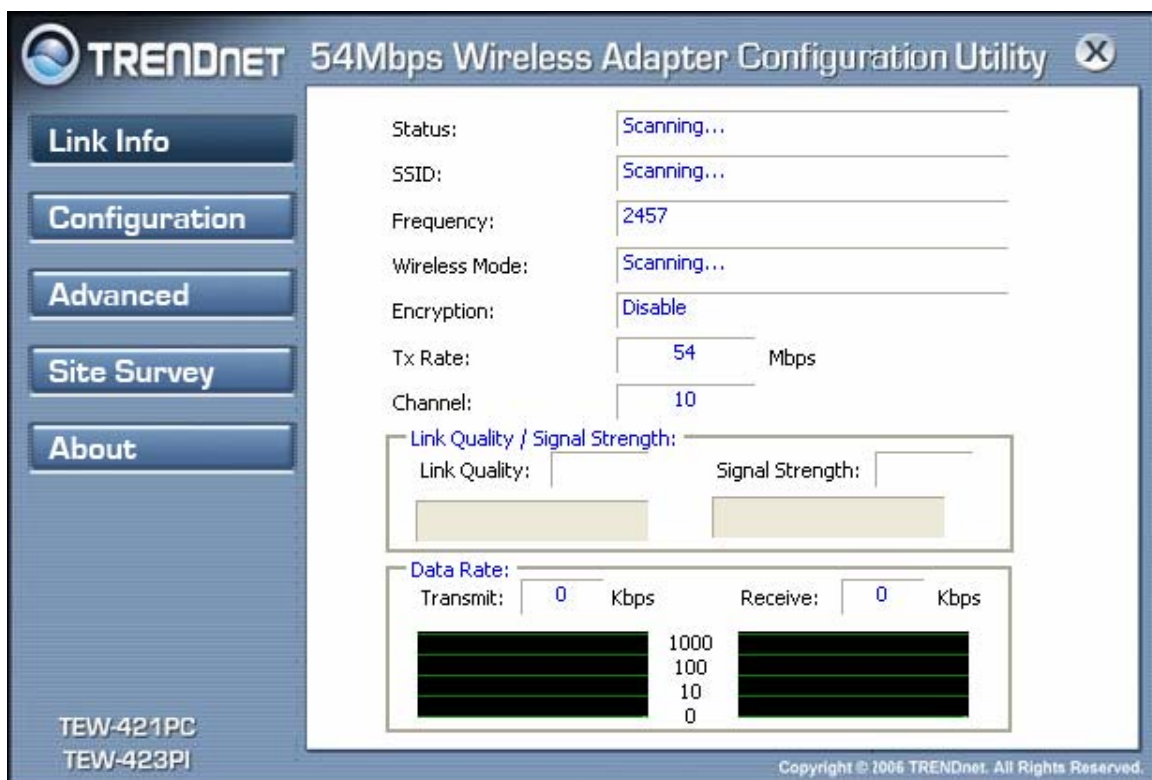 TRENDNET 54Mbps Wireless Adapter Configuration Utility X
Link Info
Configuration
Advanced
Site Survey
About
TEW-421PC
TEW-423PI
Status: Scanning...
SSID: Scanning...
Frequency: 2457
Wireless Mode: Scanning...
Encryption: Disable
Tx Rate: 54 Mbps
Channel: 10
Link Quality / Signal Strength:
Link Quality: Signal Strength:
Data Rate:
Transmit: 0 Kbps Receive: 0 Kbps
1000
100
10
0
Copyright © 2006 TRENDnet. All Rights Reserved.